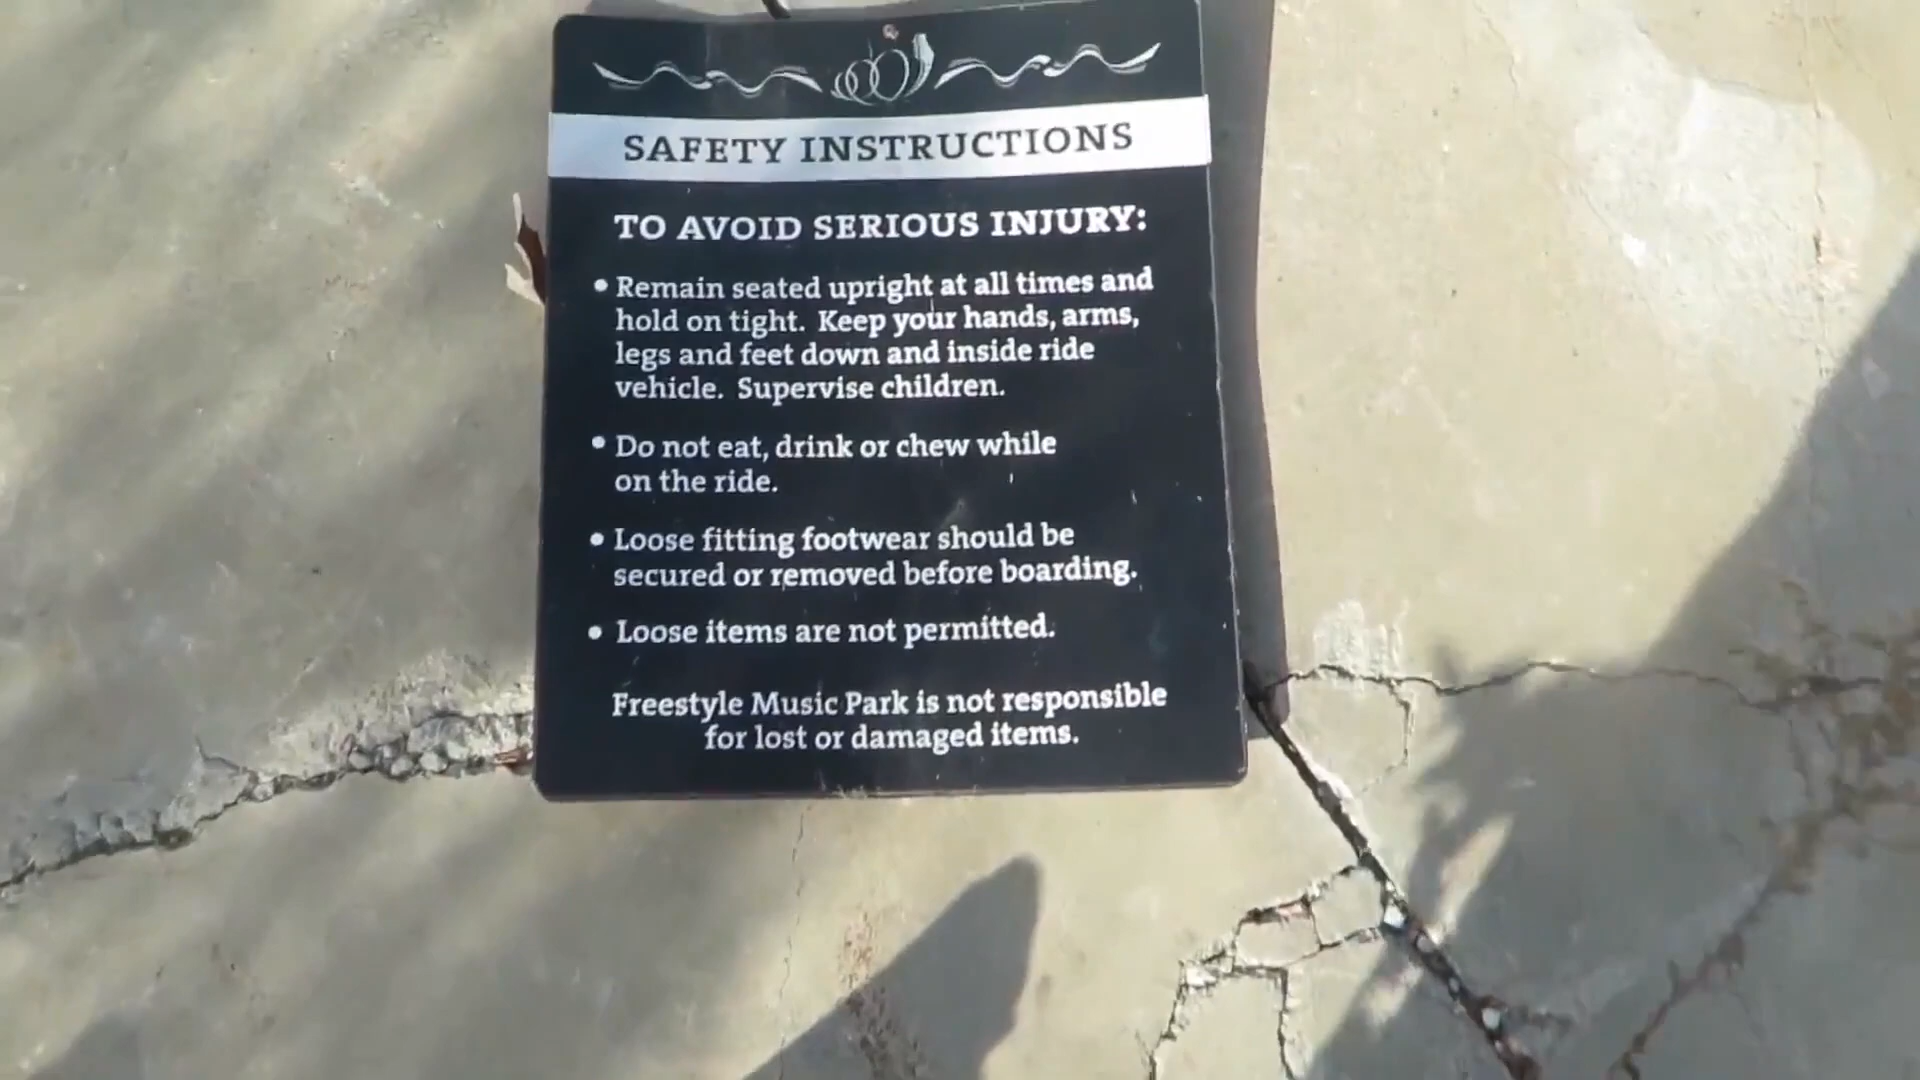 SAFETY INSTRUCTIONS
TO AVOID SERIOUS INJURY:
• Remain seated upright at all times and
hold on tight. Keep your hands, arms,
legs and feet down and inside ride
vehicle. Supervise children.
• Do not eat, drink or chew while
on the ride.
• Loose fitting footwear should be
secured or removed before boarding.
• Loose items are not permitted.
Freestyle Music Park is not responsible
for lost or damaged items.